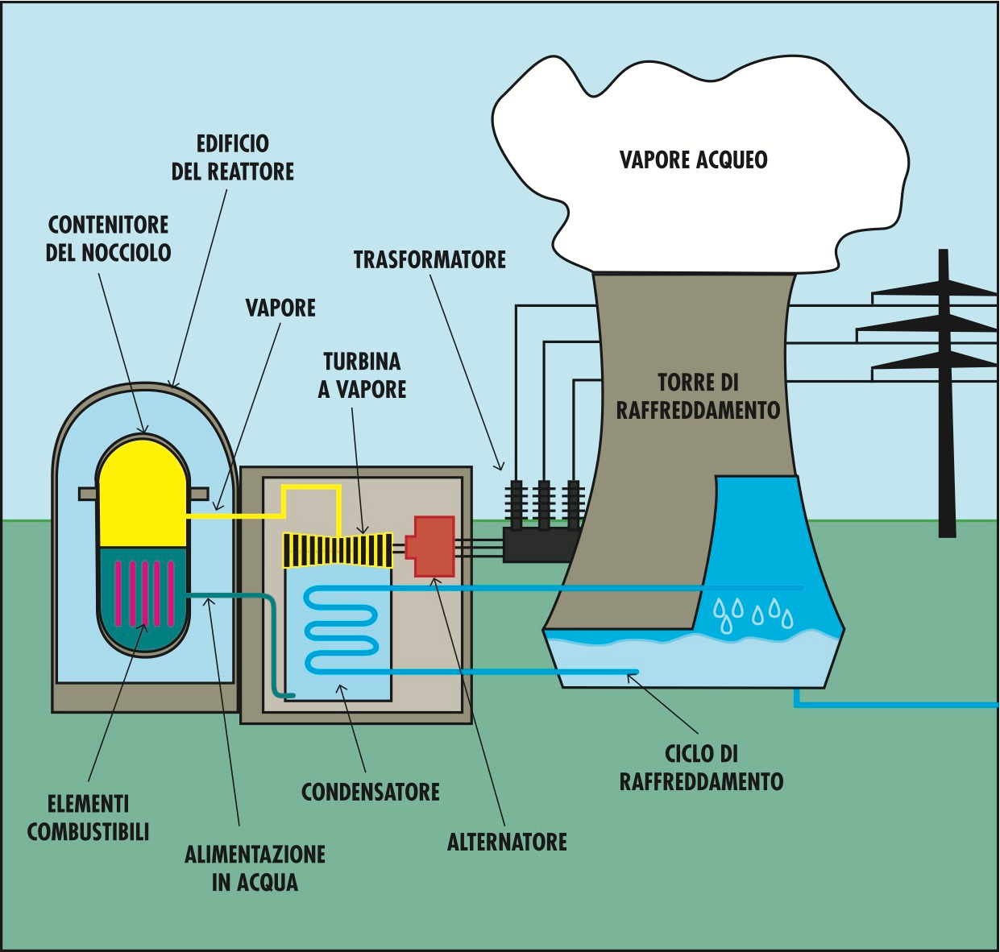 EDIFICIO
DEL REATTORE
VAPORE ACQUEO
CONTENITORE
DEL NOCCIOLO
TRASFORMATORE
VAPORE
TURBINA
A VAPORE
TORRE DI
RAFFREDDAMENTO
CICLO DI
RAFFREDDAMENTO
CONDENSATORE
ELEMENTI
COMBUSTIBILI
ALTERNATORE
ALIMENTAZIONE
IN ACQUA